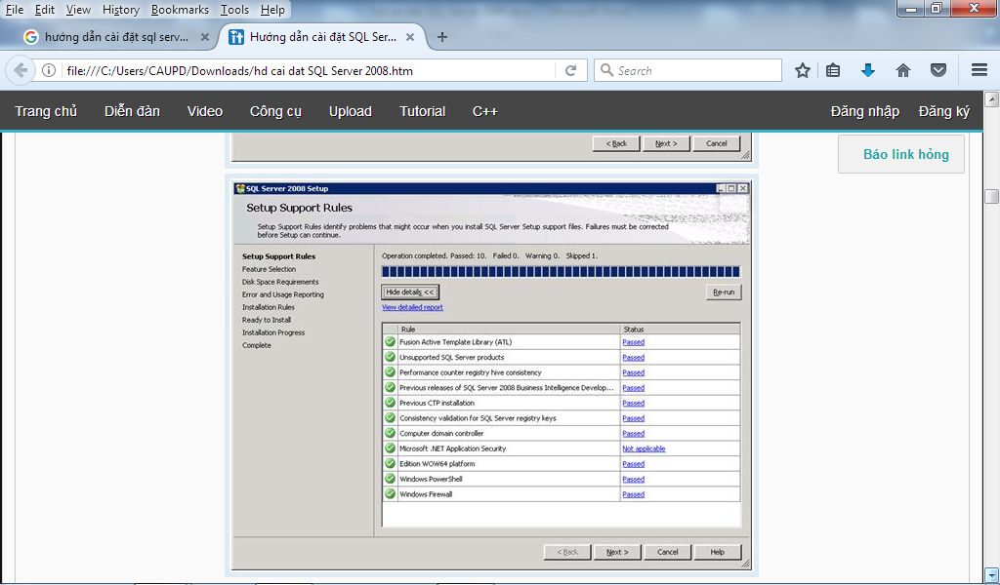 File Edit View History Bookmarks Tools Help
hướng dẫn cài đặt sql serv...
Hướng dẫn cài đặt SQL Ser...
file:///C:/Users/CAUPD/Downloads/hd cai dat SQL Server 2008.htm
Search
Trang chủ Diễn đàn Video Công cụ Upload Tutorial C++ Đăng nhập Đăng ký
< Back Next > Cancel
Báo link hỏng
SQL Server 2008 Setup
Setup Support Rules
Setup Support Rules identify problems that might occur when you install SQL Server Setup support files. Failures must be corrected
before Setup can continue.
Setup Support Rules
Feature Selection
Disk Space Requirements
Error and Usage Reporting
Installation Rules
Ready to Install
Installation Progress
Complete
Operation completed. Passed: 10. Failed 0. Warning 0. Skipped 1.
Hide details <<
Re-run
View detailed report
Rule Status
Fusion Active Template Library (ATL) Passed
Unsupported SQL Server products Passed
Performance counter registry hive consistency Passed
Previous releases of SQL Server 2008 Business Intelligence Develop... Passed
Previous CTP installation Passed
Consistency validation for SQL Server registry keys Passed
Computer domain controller Passed
Microsoft .NET Application Security Not applicable
Edition WOW64 platform Passed
Windows PowerShell Passed
Windows Firewall Passed
< Back Next > Cancel Help